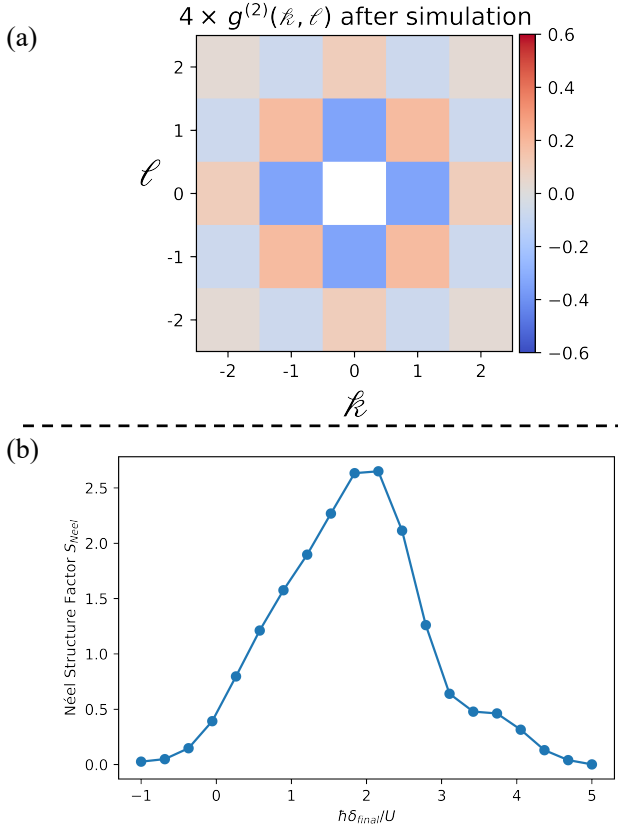 (a)
4 × g⁽²⁾(𝓀, ℓ) after simulation
2
1
0
-1
-2
ℓ
-2 -1 0 1 2
𝓀
0.6
0.4
0.2
0.0
−0.2
−0.4
−0.6
(b)
2.5
2.0
1.5
1.0
0.5
0.0
Néel Structure Factor S_Neel
−1 0 1 2 3 4 5
ℏδ_final/U